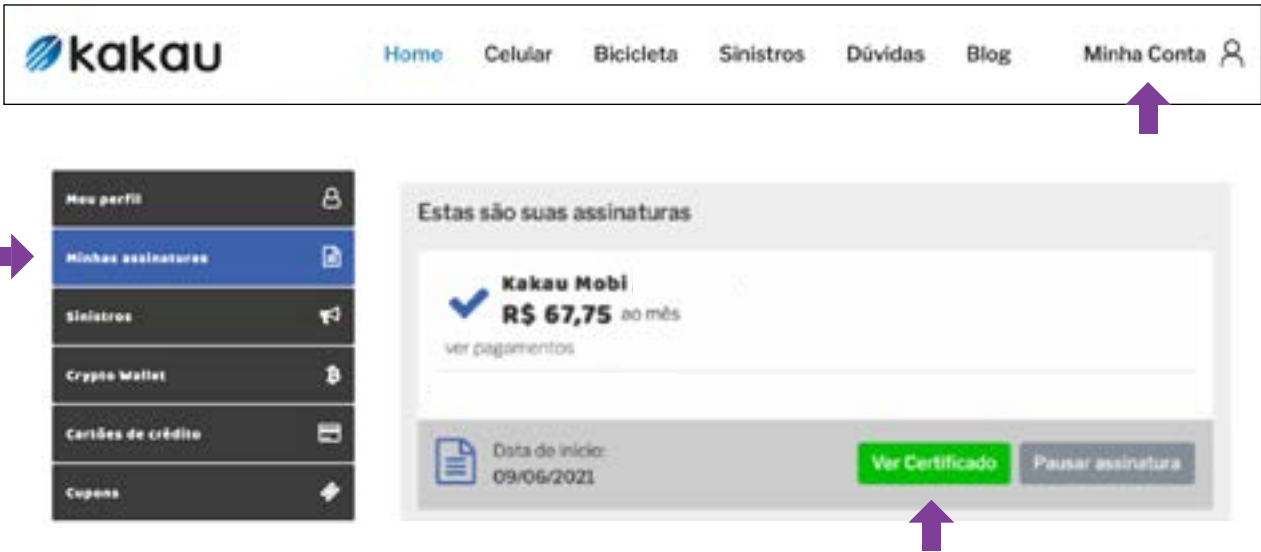 kakau
Home Celular Bicicleta Sinistros Dúvidas Blog Minha Conta
Meu perfil
Minhas assinaturas
Sinistros
Crypto Wallet
Cartões de crédito
Cupons
Estas são suas assinaturas
Kakau Mobi
R$ 67,75 ao mês
ver pagamentos
Data de início:
09/06/2021
Ver Certificado Pausar assinatura